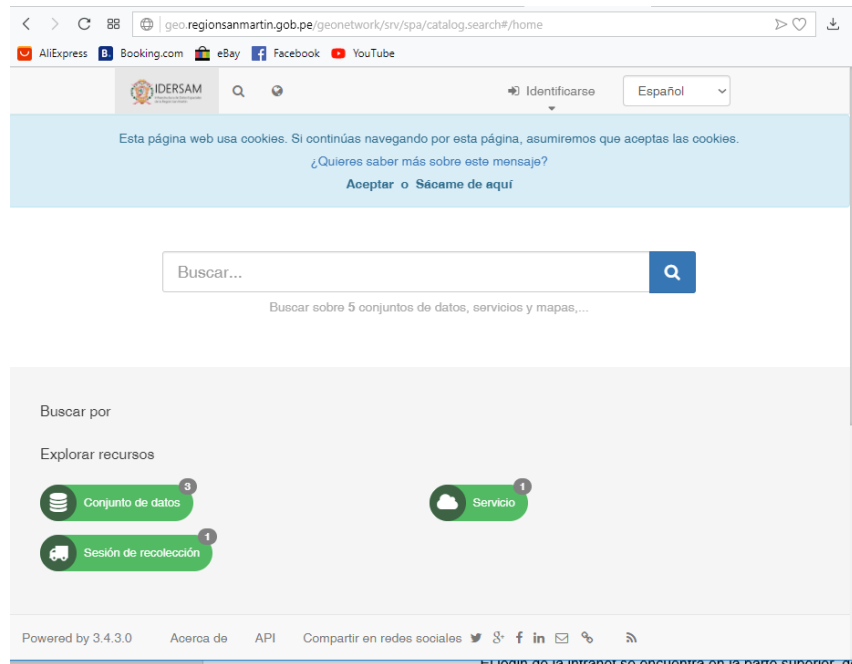 geo.regionsanmartin.gob.pe/geonetwork/srv/spa/catalog.search#/home
AliExpress B. Booking.com eBay Facebook YouTube
IDERSAM Identificarse Español
Esta página web usa cookies. Si continúas navegando por esta página, asumiremos que aceptas las cookies.
¿Quieres saber más sobre este mensaje?
Aceptar o Sácame de aquí
Buscar...
Buscar sobre 5 conjuntos de datos, servicios y mapas,...
Buscar por
Explorar recursos
Conjunto de datos 3 Servicio 1
Sesión de recolección 1
Powered by 3.4.3.0 Acerca de API Compartir en redes sociales